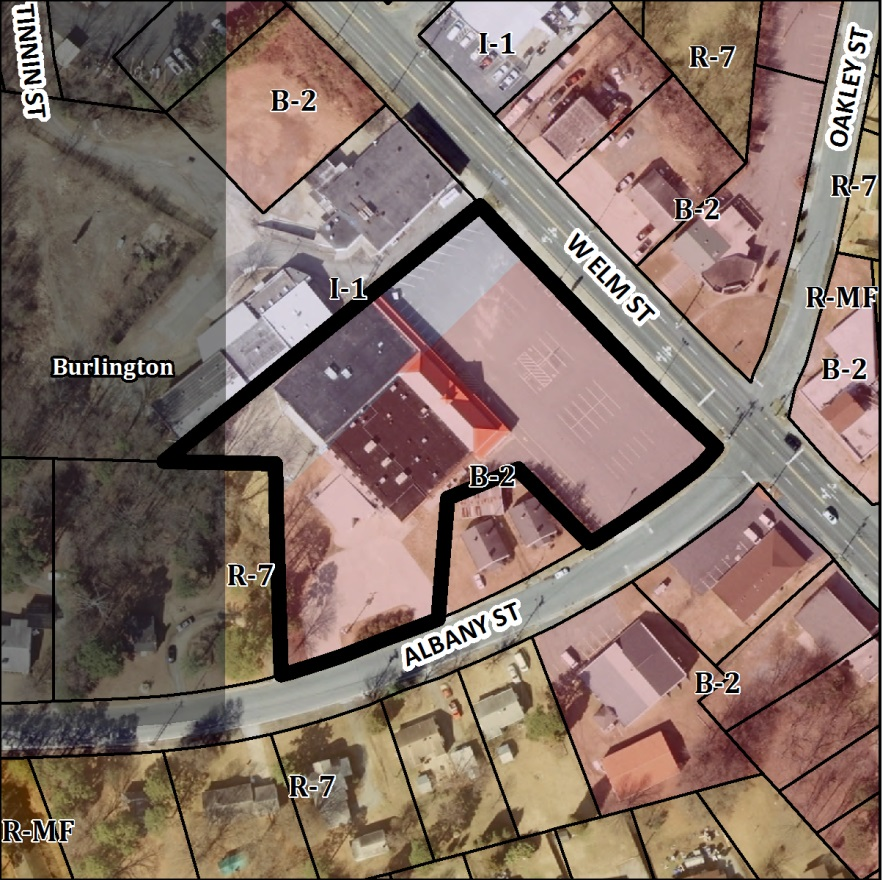 TINNIN ST
I-1
R-7
OAKLEY ST
B-2
R-7
B-2
W ELM ST
I-1
R-MF
Burlington
B-2
B-2
R-7
ALBANY ST
B-2
R-7
R-MF